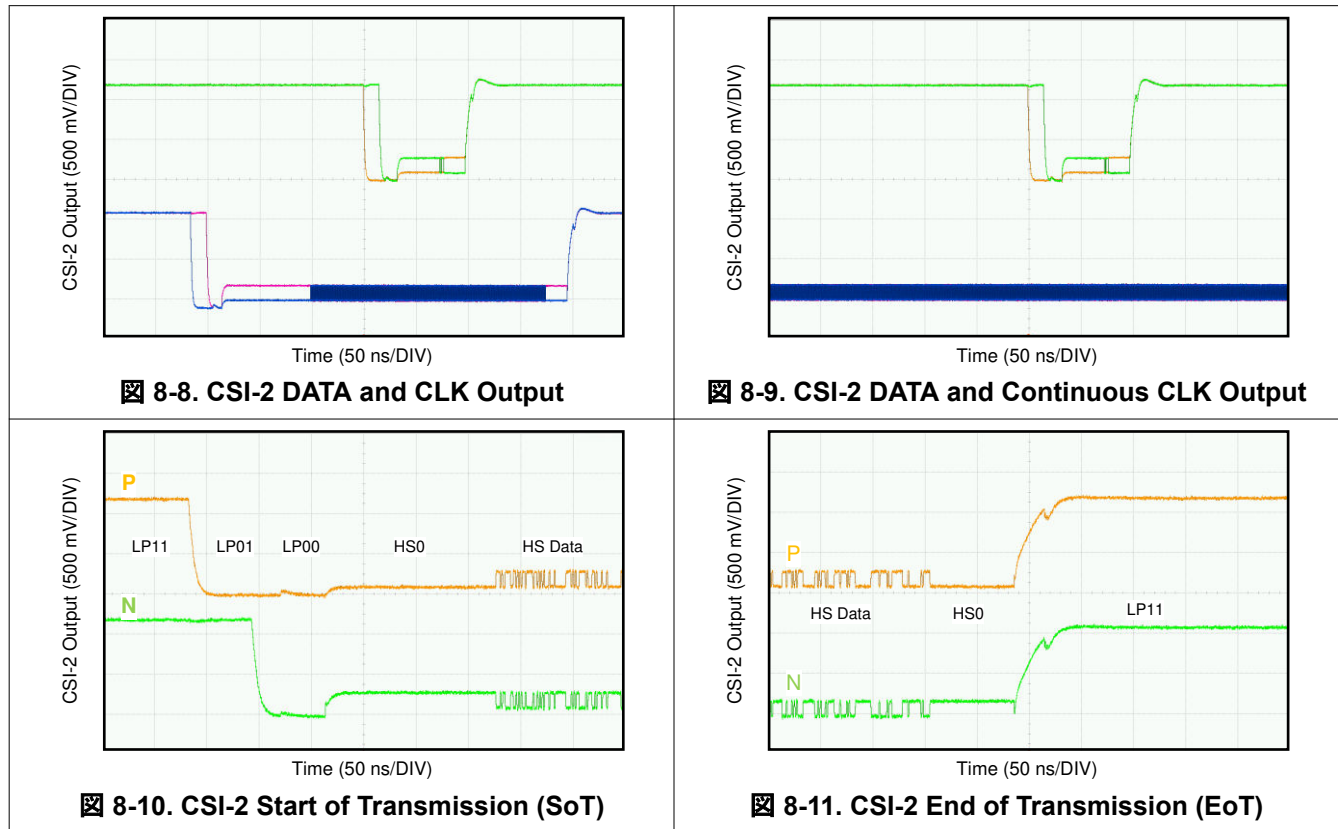 CSI-2 Output (500 mV/DIV)
Time (50 ns/DIV)
図 8-8. CSI-2 DATA and CLK Output
CSI-2 Output (500 mV/DIV)
Time (50 ns/DIV)
図 8-9. CSI-2 DATA and Continuous CLK Output
CSI-2 Output (500 mV/DIV)
P
LP11 LP01 LP00 HS0 HS Data
N
Time (50 ns/DIV)
図 8-10. CSI-2 Start of Transmission (SoT)
CSI-2 Output (500 mV/DIV)
P
HS Data HS0 LP11
N
Time (50 ns/DIV)
図 8-11. CSI-2 End of Transmission (EoT)